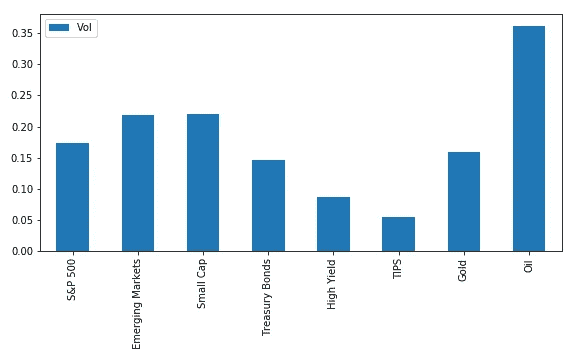 Vol
0.35
0.30
0.25
0.20
0.15
0.10
0.05
0.00
S&P 500
Emerging Markets
Small Cap
Treasury Bonds
High Yield
TIPS
Gold
Oil